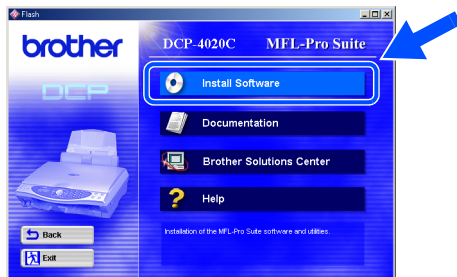 Flash
brother
DCP-4020C MFL-Pro Suite
Install Software
DCP
Documentation
Brother Solutions Center
Help
Back
Installation of the MFL-Pro Suite software and utilities.
Exit